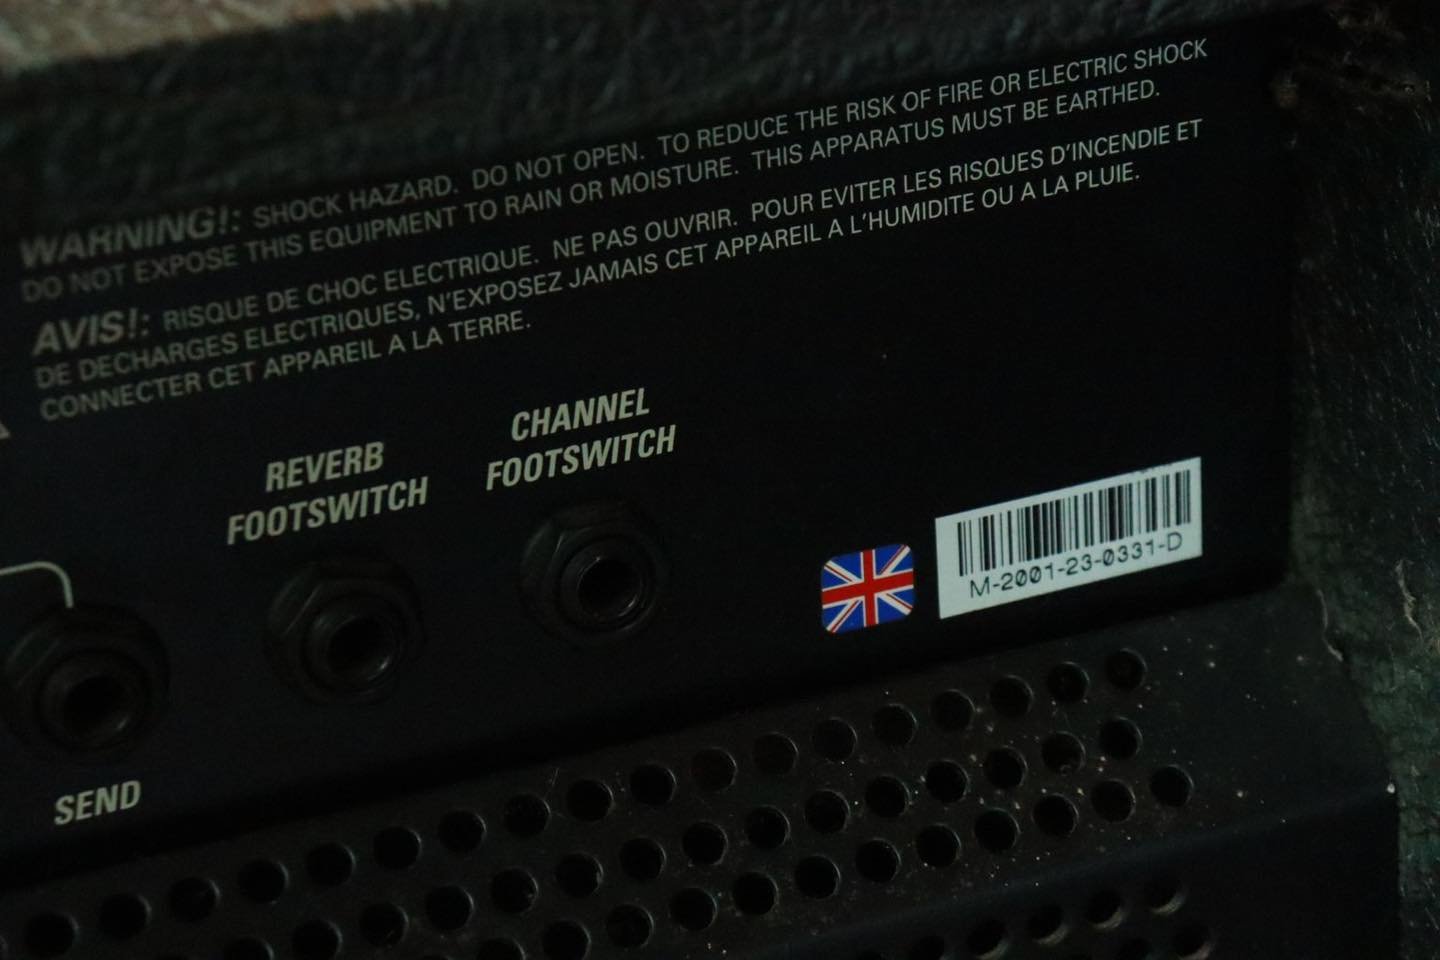 WARNING!: SHOCK HAZARD. DO NOT OPEN. TO REDUCE THE RISK OF FIRE OR ELECTRIC SHOCK
DO NOT EXPOSE THIS EQUIPMENT TO RAIN OR MOISTURE. THIS APPARATUS MUST BE EARTHED.
AVIS!: RISQUE DE CHOC ELECTRIQUE. NE PAS OUVRIR. POUR EVITER LES RISQUES D'INCENDIE ET
DE DECHARGES ELECTRIQUES, N'EXPOSEZ JAMAIS CET APPAREIL A L'HUMIDITE OU A LA PLUIE.
CONNECTER CET APPAREIL A LA TERRE.
REVERB
FOOTSWITCH
CHANNEL
FOOTSWITCH
M-2001-23-0331-D
SEND